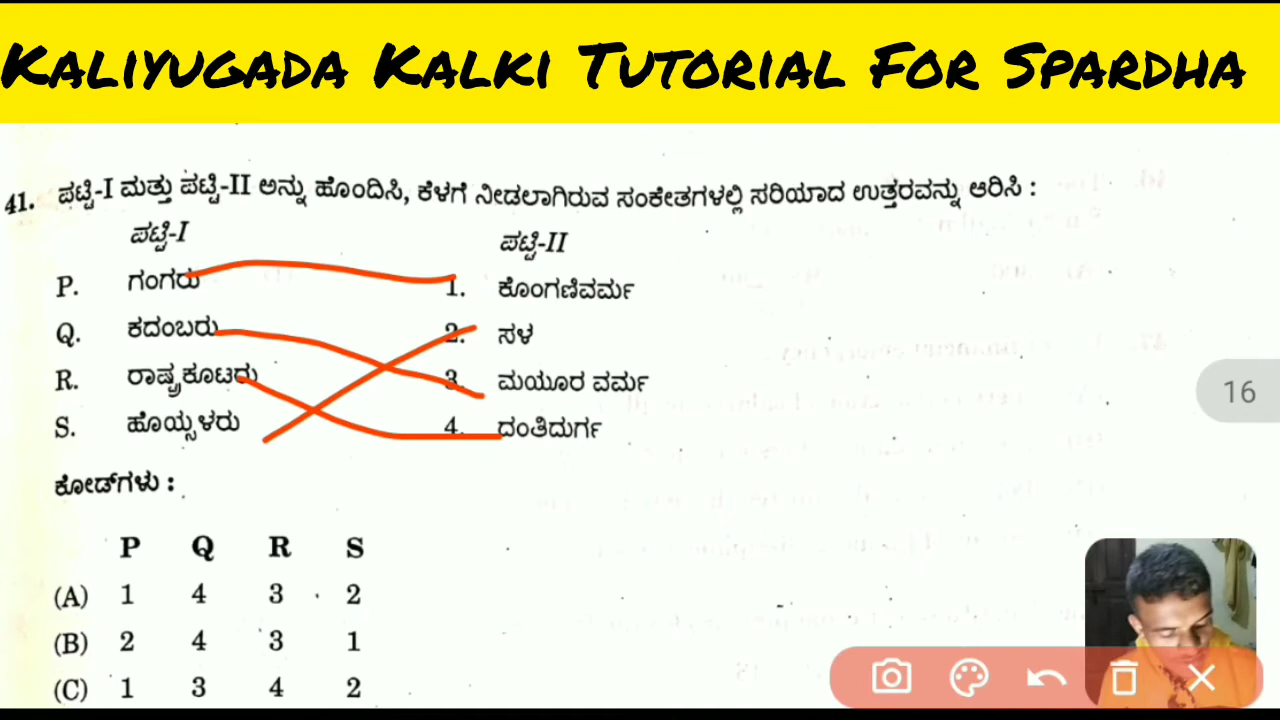 KALIYUGADA KALKI TUTORIAL FOR SPARDHA
41. ಪಟ್ಟಿ-I ಮತ್ತು ಪಟ್ಟಿ-II ಅನ್ನು ಹೊಂದಿಸಿ, ಕೆಳಗೆ ನೀಡಲಾಗಿರುವ ಸಂಕೇತಗಳಲ್ಲಿ ಸರಿಯಾದ ಉತ್ತರವನ್ನು ಆರಿಸಿ :
ಪಟ್ಟಿ-I ಪಟ್ಟಿ-II
P. ಗಂಗರು 1. ಕೊಂಗಣಿವರ್ಮ
Q. ಕದಂಬರು 2. ಸಳ
R. ರಾಷ್ಟ್ರಕೂಟರು 3. ಮಯೂರ ವರ್ಮ
S. ಹೊಯ್ಸಳರು 4. ದಂತಿದುರ್ಗ
ಕೋಡ್‌ಗಳು :
P Q R S
(A) 1 4 3 2
(B) 2 4 3 1
(C) 1 3 4 2
16